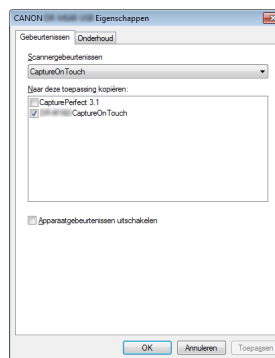 CANON Eigenschappen
Gebeurtenissen Onderhoud
Scannergebeurtenissen
CaptureOnTouch
Naar deze toepassing kopiëren:
CapturePerfect 3.1
CaptureOnTouch
Apparaatgebeurtenissen uitschakelen
OK Annuleren Toepassen